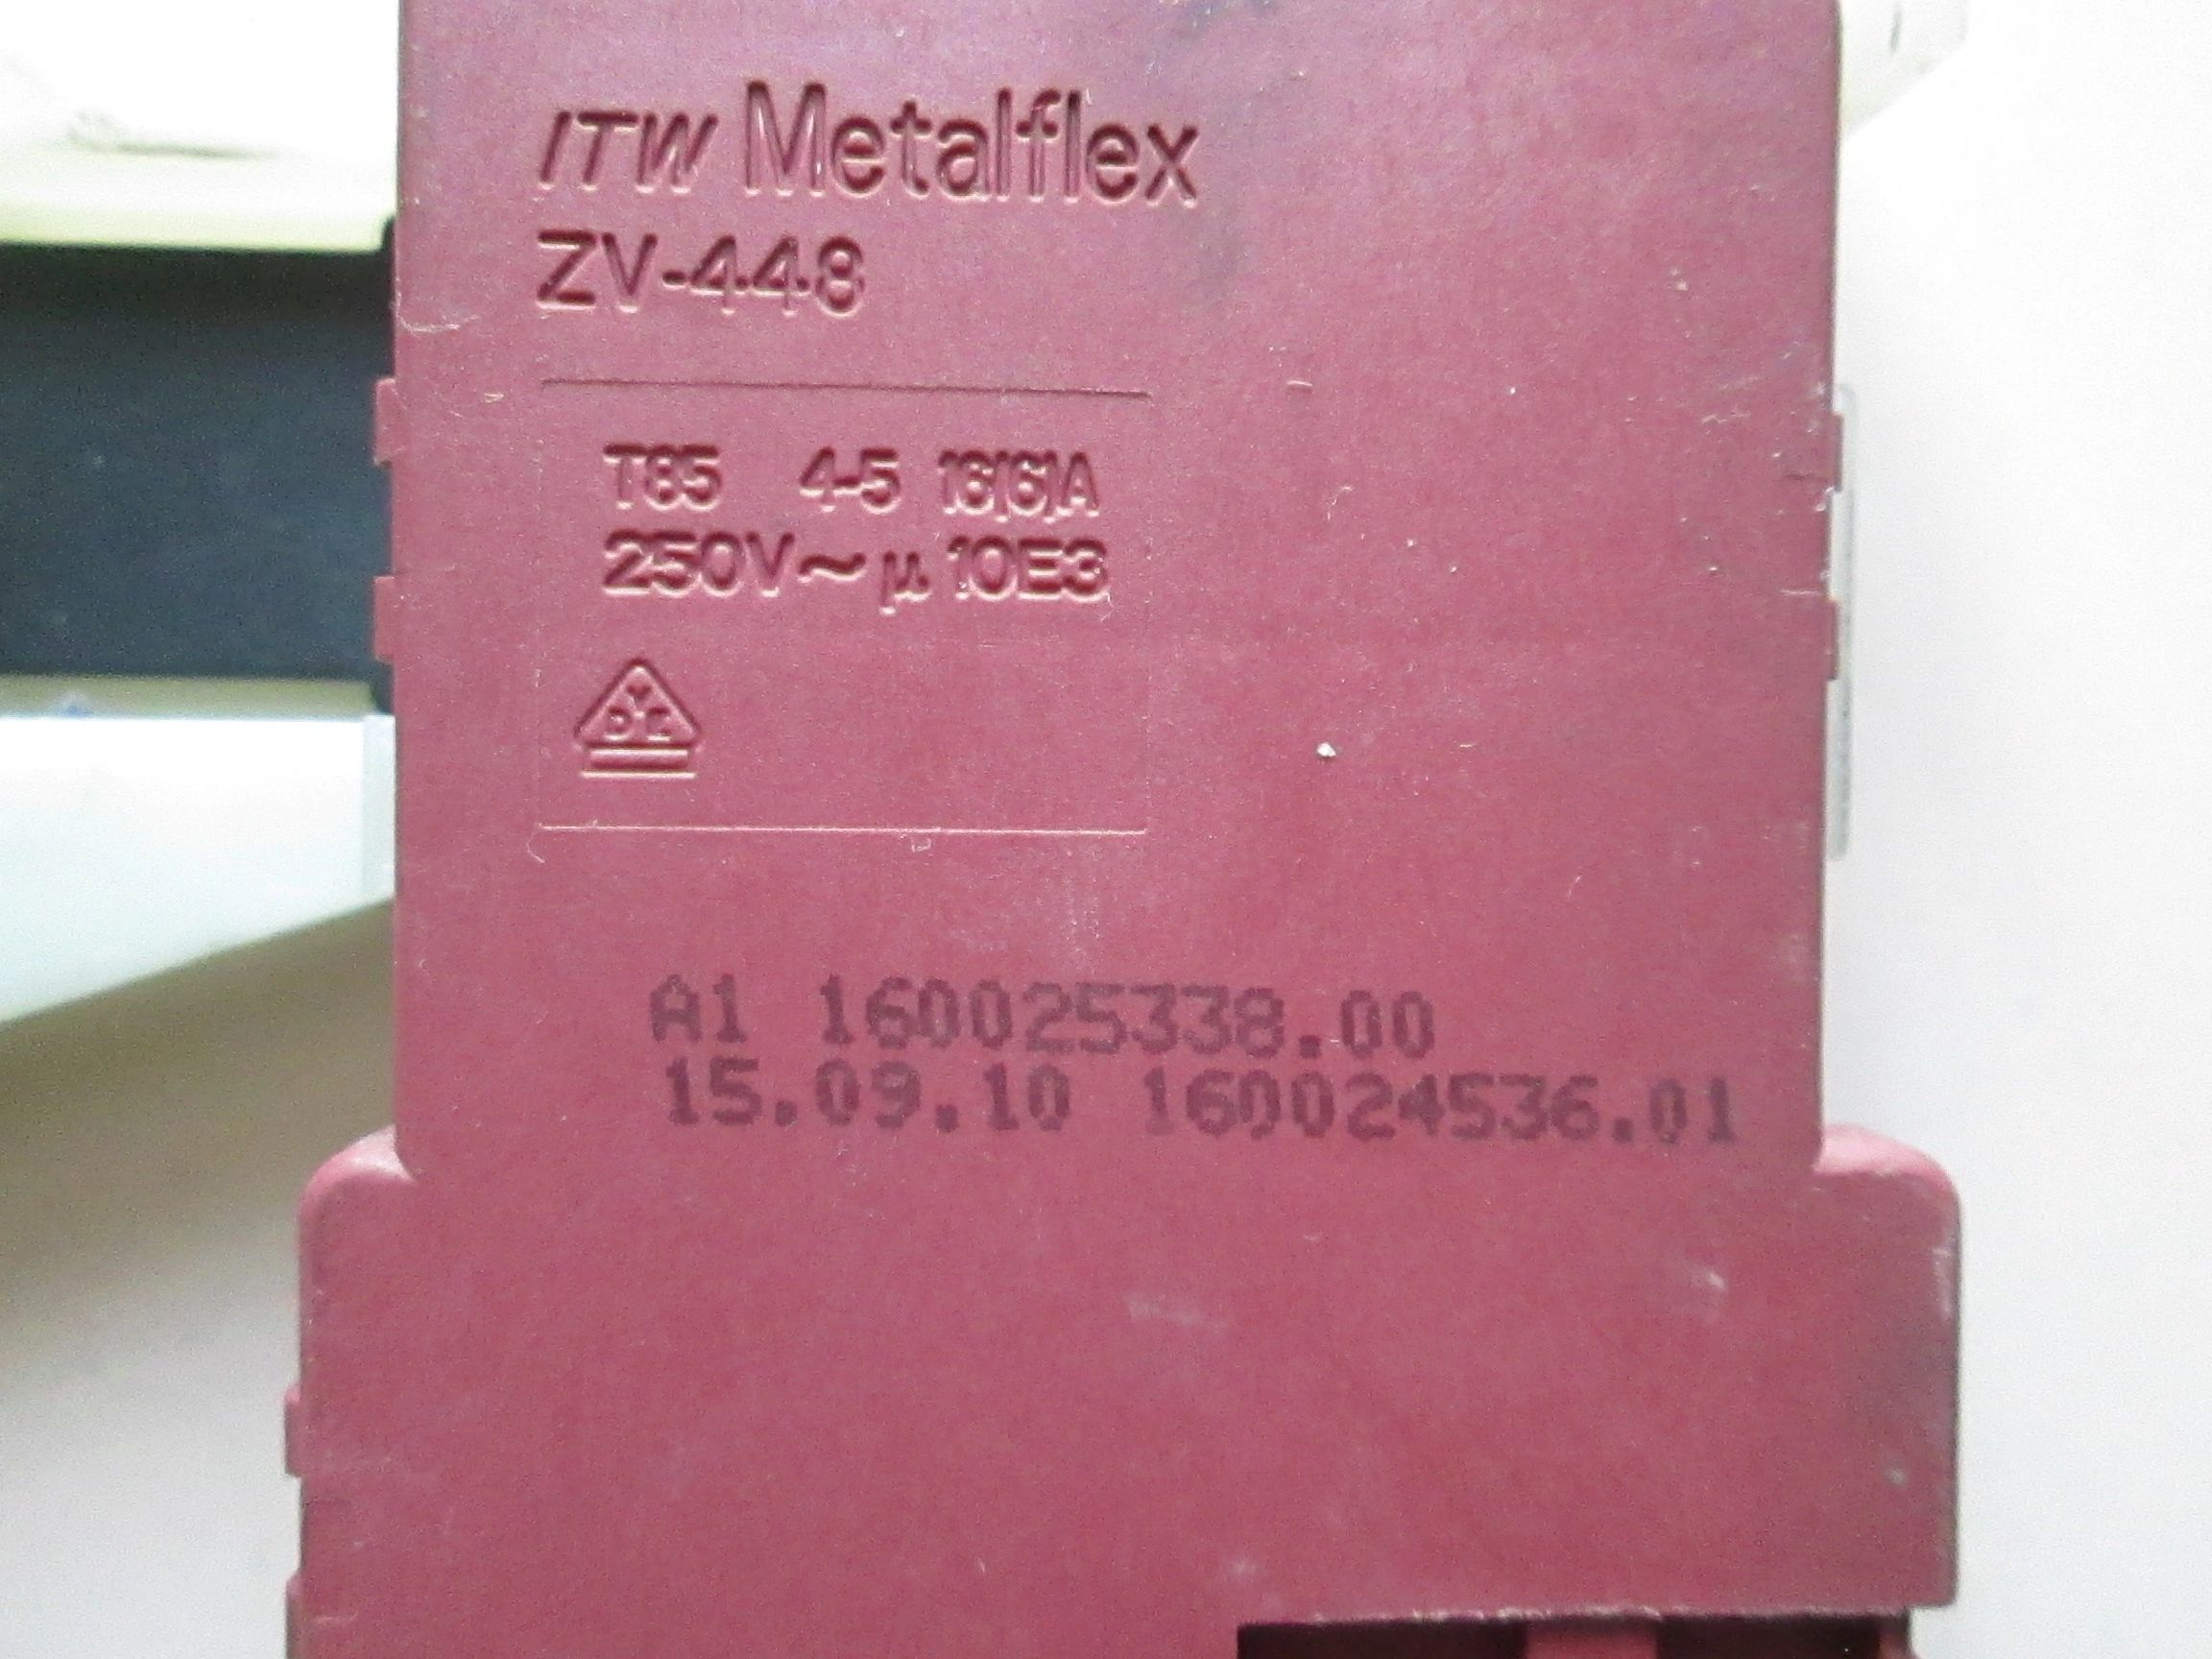 ITW Metalflex
ZV-448
T85 4-5 16(6)A
250V~ µ 10E3
VDE
A1 160025338.00
15.09.10 160024536.01